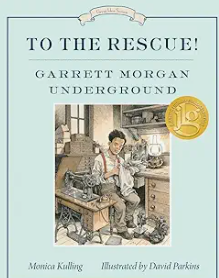 TO THE RESCUE!
GARRETT MORGAN
UNDERGROUND
Monica Kulling
Illustrated by David Parkins